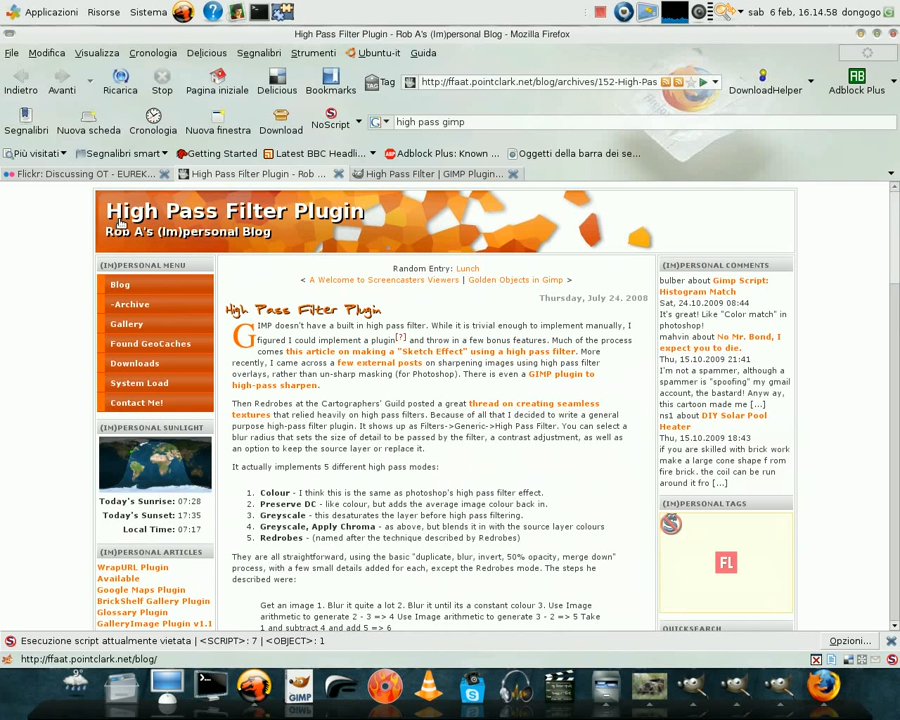 Applicazioni Risorse Sistema sab 6 feb, 16.14.58 dongogo
High Pass Filter Plugin - Rob A's (Im)personal Blog - Mozilla Firefox
File Modifica Visualizza Cronologia Delicious Segnalibri Strumenti Ubuntu-it Guida
Indietro Avanti Ricarica Stop Pagina iniziale Delicious Bookmarks Tag http://ffaat.pointclark.net/blog/archives/152-High-Pas DownloadHelper Adblock Plus
Segnalibri Nuova scheda Cronologia Nuova finestra Download NoScript high pass gimp
Più visitati Segnalibri smart Getting Started Latest BBC Headli... Adblock Plus: Known ... Oggetti della barra dei se...
Flickr: Discussing OT - EUREK... High Pass Filter Plugin - Rob ... High Pass Filter | GIMP Plugin...
High Pass Filter Plugin
Rob A's (Im)personal Blog
(IM)PERSONAL MENU
Blog
-Archive
Gallery
Found GeoCaches
Downloads
System Load
Contact Me!
(IM)PERSONAL SUNLIGHT
Today's Sunrise: 07:28
Today's Sunset: 17:35
Local Time: 07:17
(IM)PERSONAL ARTICLES
WrapURL Plugin
Available
Google Maps Plugin
BrickShelf Gallery Plugin
Glossary Plugin
GalleryImage Plugin v1.1
Random Entry: Lunch
< A Welcome to Screencasters Viewers | Golden Objects in Gimp >
Thursday, July 24. 2008
High Pass Filter Plugin
GIMP doesn't have a built in high pass filter. While it is trivial enough to implement manually, I
figured I could implement a plugin[?] and throw in a few bonus features. Much of the process
comes this article on making a "Sketch Effect" using a high pass filter. More
recently, I came across a few external posts on sharpening images using high pass filter
overlays, rather than un-sharp masking (for Photoshop). There is even a GIMP plugin to
high-pass sharpen.
Then Redrobes at the Cartographers' Guild posted a great thread on creating seamless
textures that relied heavily on high pass filters. Because of all that I decided to write a general
purpose high-pass filter plugin. It shows up as Filters->Generic->High Pass Filter. You can select a
blur radius that sets the size of detail to be passed by the filter, a contrast adjustment, as well as
an option to keep the source layer or replace it.
It actually implements 5 different high pass modes:
1. Colour - I think this is the same as photoshop's high pass filter effect.
2. Preserve DC - like colour, but adds the average image colour back in.
3. Greyscale - this desaturates the layer before high pass filtering.
4. Greyscale, Apply Chroma - as above, but blends it in with the source layer colours
5. Redrobes - (named after the technique described by Redrobes)
They are all straightforward, using the basic "duplicate, blur, invert, 50% opacity, merge down"
process, with a few small details added for each, except the Redrobes mode. The steps he
described were:
Get an image 1. Blur it quite a lot 2. Blur it until its a constant colour 3. Use Image
arithmetic to generate 2 - 3 => 4 Use Image arithmetic to generate 3 - 2 => 5 Take
1 and subtract 4 and add 5 => 6
(IM)PERSONAL COMMENTS
bulber about Gimp Script:
Histogram Match
Sat, 24.10.2009 08:44
It's great! Like "Color match" in
photoshop!
mahvin about No Mr. Bond, I
expect you to die.
Thu, 15.10.2009 21:41
I'm not a spammer, although a
spammer is "spoofing" my gmail
account, the bastard! Anyw ay,
this cartoon made me [...]
ns1 about DIY Solar Pool
Heater
Thu, 15.10.2009 18:43
if you are skilled with brick work
make a large cone shape f rom
fire brick. the coil can be run
around it fro [...]
(IM)PERSONAL TAGS
FL
QUICKSEARCH
Esecuzione script attualmente vietata | <SCRIPT>: 7 | <OBJECT>: 1 Opzioni...
http://ffaat.pointclark.net/blog/